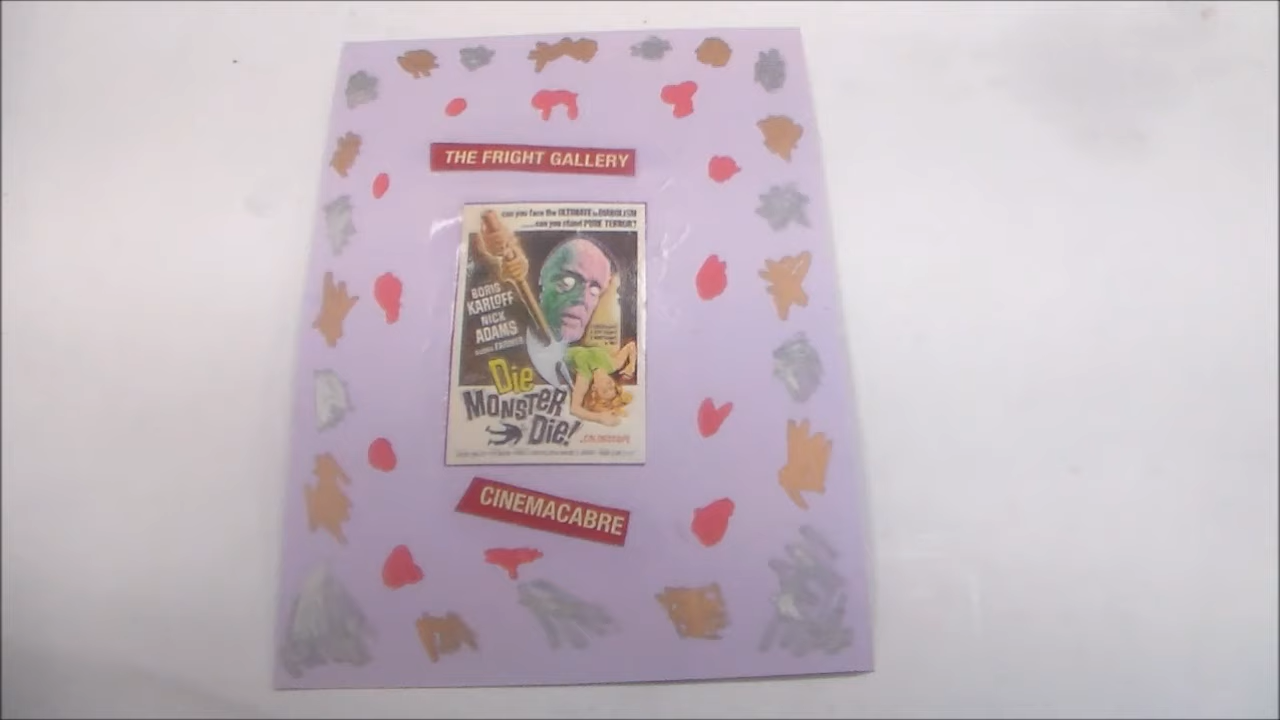 THE FRIGHT GALLERY
can you face the ULTIMATE in DIABOLISM
...can you stand PURE TERROR?
BORIS
KARLOFF
NICK
ADAMS
FARMER
Die
MONSTER
Die!
CINEMACABRE